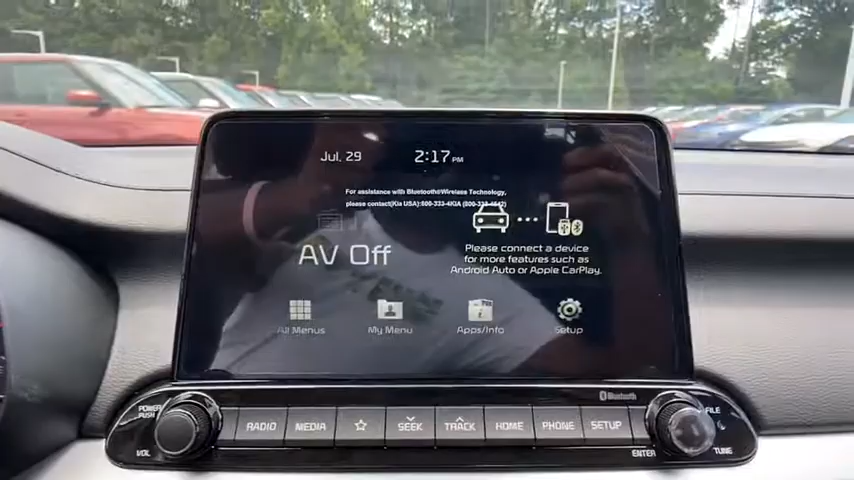 Jul. 29 2:17 PM
For assistance with Bluetooth®Wireless Technology,
please contact(Kia USA):800-333-4KIA
AV Off
Please connect a device
for more features such as
Android Auto or Apple CarPlay.
All Menus My Menu Apps/Info Setup
Bluetooth
POWER
PUSH
RADIO MEDIA ☆ SEEK TRACK HOME PHONE SETUP
FILE
VOL ENTER TUNE